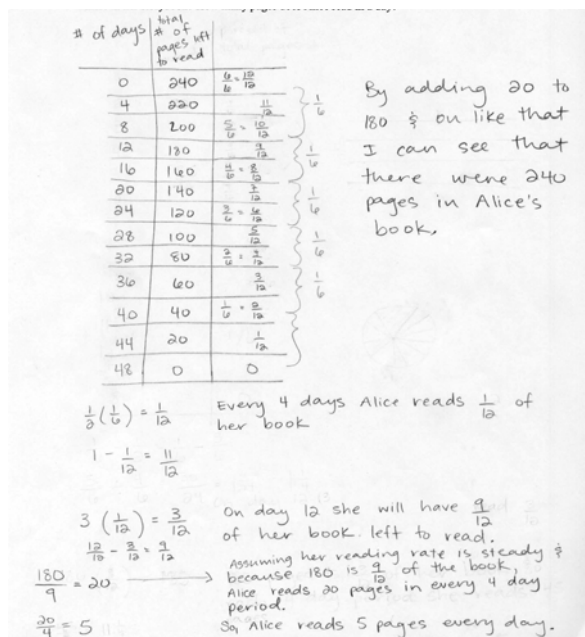 # of days | total # of pages left to read
0 | 240 | 6/6 = 12/12
4 | 220 | 11/12
8 | 200 | 5/6 = 10/12
12 | 180 | 9/12
16 | 160 | 4/6 = 8/12
20 | 140 | 7/12
24 | 120 | 3/6 = 6/12
28 | 100 | 5/12
32 | 80 | 2/6 =
36 | 60 | 3/12
40 | 40 | 1/6 = 2/12
44 | 20 | 1/12
48 | 0 | 0
1/6
1/6
1/6
1/6
1/6
By adding 20 to
180 & on like that
I can see that
there were 240
pages in Alice's
book.
1/2 (1/6) = 1/12
Every 4 days Alice reads 1/12 of
her book
1 - 1/12 = 11/12
3 (1/12) = 3/12
12/12 - 3/12 = 9/12
On day 12 she will have 9/12
of her book left to read.
180/9 = 20
Assuming her reading rate is steady &
because 180 is 9/12 of the book,
Alice reads 20 pages in every 4 day
period.
20/4 = 5
So, Alice reads 5 pages every day.